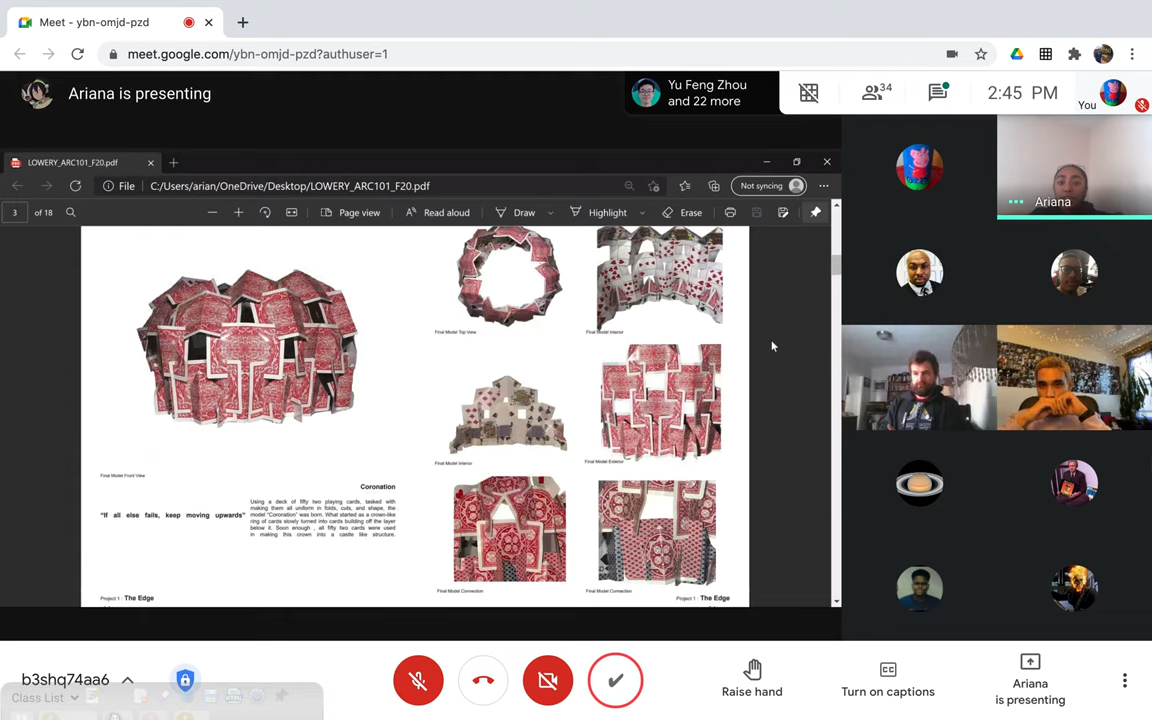 Meet - ybn-omjd-pzd
meet.google.com/ybn-omjd-pzd?authuser=1
Ariana is presenting
Yu Feng Zhou
and 22 more
34
2:45 PM
You
LOWERY_ARC101_F20.pdf
File
C:/Users/arian/OneDrive/Desktop/LOWERY_ARC101_F20.pdf
Not syncing
3 of 18
Page view
Read aloud
Draw
Highlight
Erase
Ariana
Final Model Top View
Final Model Interior
Final Model Interior
Final Model Exterior
Final Model Front View
Coronation
"If all else fails, keep moving upwards"
Using a deck of fifty two playing cards, tasked with
making them all uniform in folds, cuts, and shape, the
model "Coronation" was born. What started as a crown-like
ring of cards slowly turned into cards building off the layer
below it. Soon enough , all fifty two cards were used
in making this crown into a castle like structure.
Final Model Connection
Final Model Connection
Project 1 : The Edge
Project 1 : The Edge
b3shq74aa6
Class List
Raise hand
Turn on captions
Ariana
is presenting